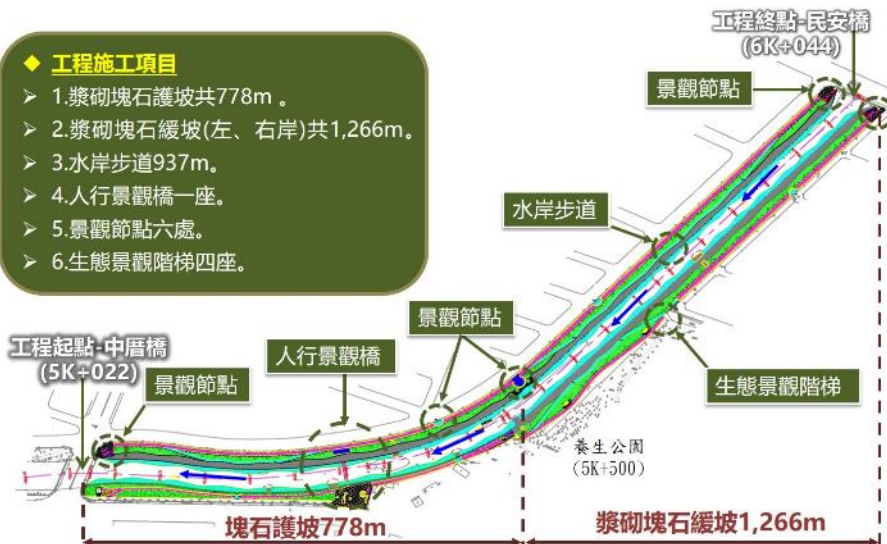 ◆ 工程施工項目
➢ 1.漿砌塊石護坡共778m 。
➢ 2.漿砌塊石緩坡(左、右岸)共1,266m。
➢ 3.水岸步道937m。
➢ 4.人行景觀橋一座。
➢ 5.景觀節點六處。
➢ 6.生態景觀階梯四座。
工程終點-民安橋
(6K+044)
景觀節點
水岸步道
景觀節點
工程起點-中厝橋
(5K+022)
人行景觀橋
景觀節點
生態景觀階梯
養生公園
(5K+500)
塊石護坡778m
漿砌塊石緩坡1,266m